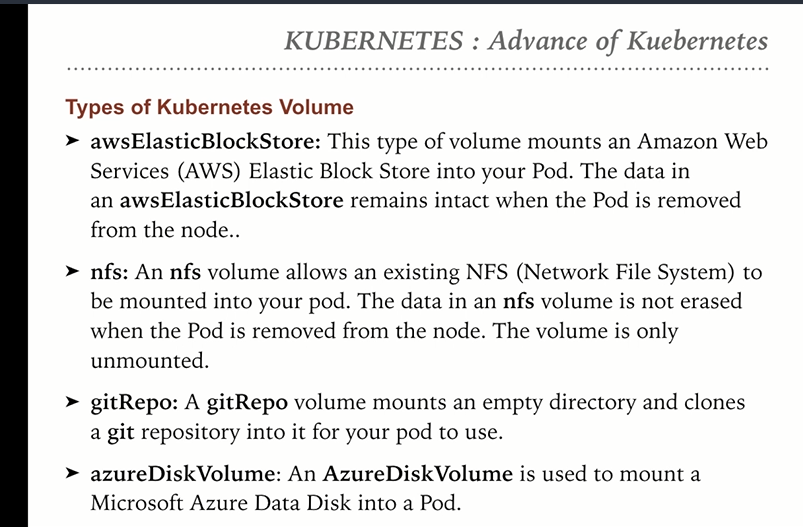 KUBERNETES : Advance of Kuebernetes
Types of Kubernetes Volume
➤ awsElasticBlockStore: This type of volume mounts an Amazon Web
Services (AWS) Elastic Block Store into your Pod. The data in
an awsElasticBlockStore remains intact when the Pod is removed
from the node..
➤ nfs: An nfs volume allows an existing NFS (Network File System) to
be mounted into your pod. The data in an nfs volume is not erased
when the Pod is removed from the node. The volume is only
unmounted.
➤ gitRepo: A gitRepo volume mounts an empty directory and clones
a git repository into it for your pod to use.
➤ azureDiskVolume: An AzureDiskVolume is used to mount a
Microsoft Azure Data Disk into a Pod.